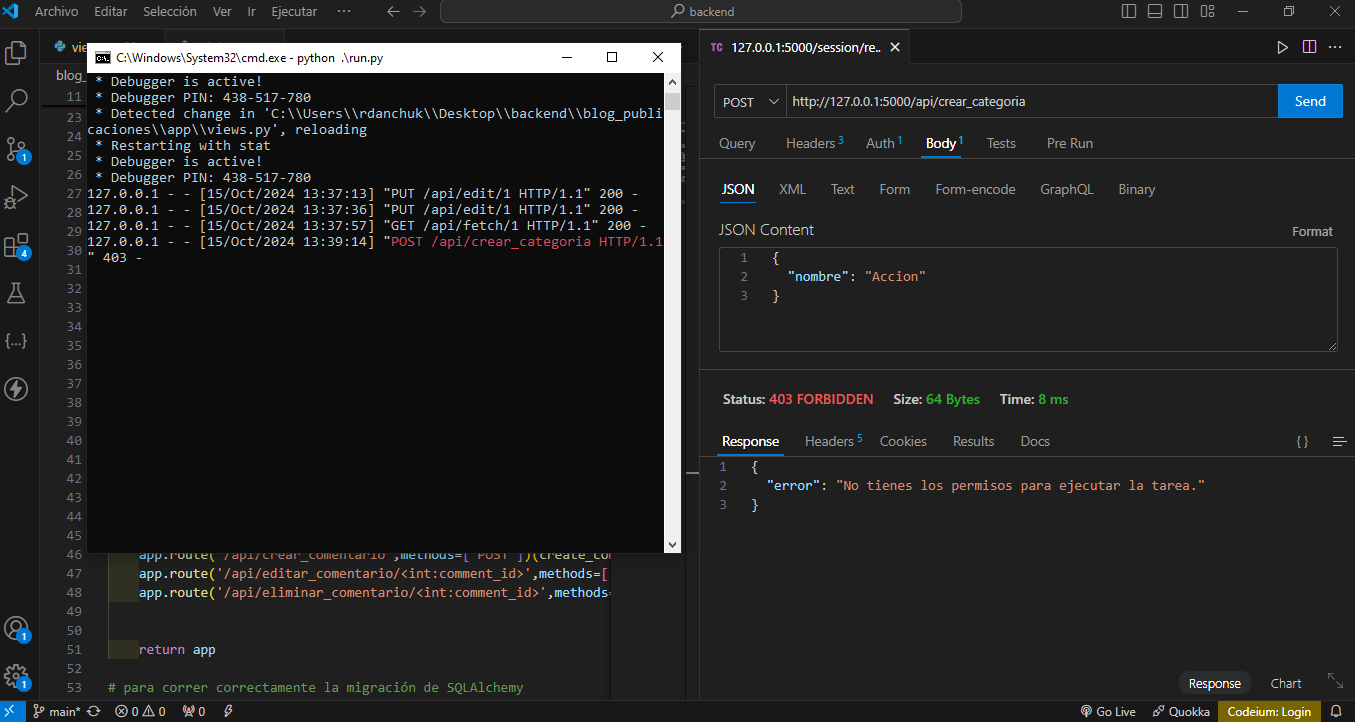 Archivo Editar Selección Ver Ir Ejecutar ··· backend
C:\Windows\System32\cmd.exe - python .\run.py
* Debugger is active!
* Debugger PIN: 438-517-780
* Detected change in 'C:\\Users\\rdanchuk\\Desktop\\backend\\blog_publi
caciones\\app\\views.py', reloading
* Restarting with stat
* Debugger is active!
* Debugger PIN: 438-517-780
127.0.0.1 - - [15/Oct/2024 13:37:13] "PUT /api/edit/1 HTTP/1.1" 200 -
127.0.0.1 - - [15/Oct/2024 13:37:36] "PUT /api/edit/1 HTTP/1.1" 200 -
127.0.0.1 - - [15/Oct/2024 13:37:57] "GET /api/fetch/1 HTTP/1.1" 200 -
127.0.0.1 - - [15/Oct/2024 13:39:14] "POST /api/crear_categoria HTTP/1.1
" 403 -
vie
blog_
11
23
24
25
26
27
28
29
30
31
32
33
34
35
36
37
38
39
40
41
42
43
44
45
46 app.route('/api/crear_comentario',methods=['POST'])(create_co
47 app.route('/api/editar_comentario/<int:comment_id>',methods=[
48 app.route('/api/eliminar_comentario/<int:comment_id>',methods=
49
50
51 return app
52
53 # para correr correctamente la migración de SQLAlchemy
1
4
1
1
TC 127.0.0.1:5000/session/re..
POST http://127.0.0.1:5000/api/crear_categoria Send
Query Headers 3 Auth 1 Body 1 Tests Pre Run
JSON XML Text Form Form-encode GraphQL Binary
JSON Content Format
1 {
2 "nombre": "Accion"
3 }
Status: 403 FORBIDDEN Size: 64 Bytes Time: 8 ms
Response Headers 5 Cookies Results Docs { }
1 {
2 "error": "No tienes los permisos para ejecutar la tarea."
3 }
Response Chart
main* 0 0 0 Go Live Quokka Codeium: Login